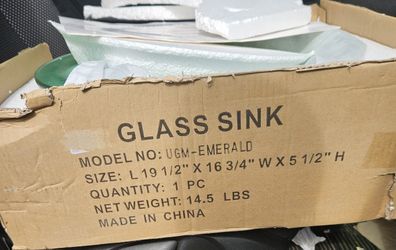 GLASS SINK
MODEL NO: UGM-EMERALD
SIZE: L 19 1/2" X 16 3/4" W X 5 1/2" H
QUANTITY: 1 PC
NET WEIGHT: 14.5 LBS
MADE IN CHINA